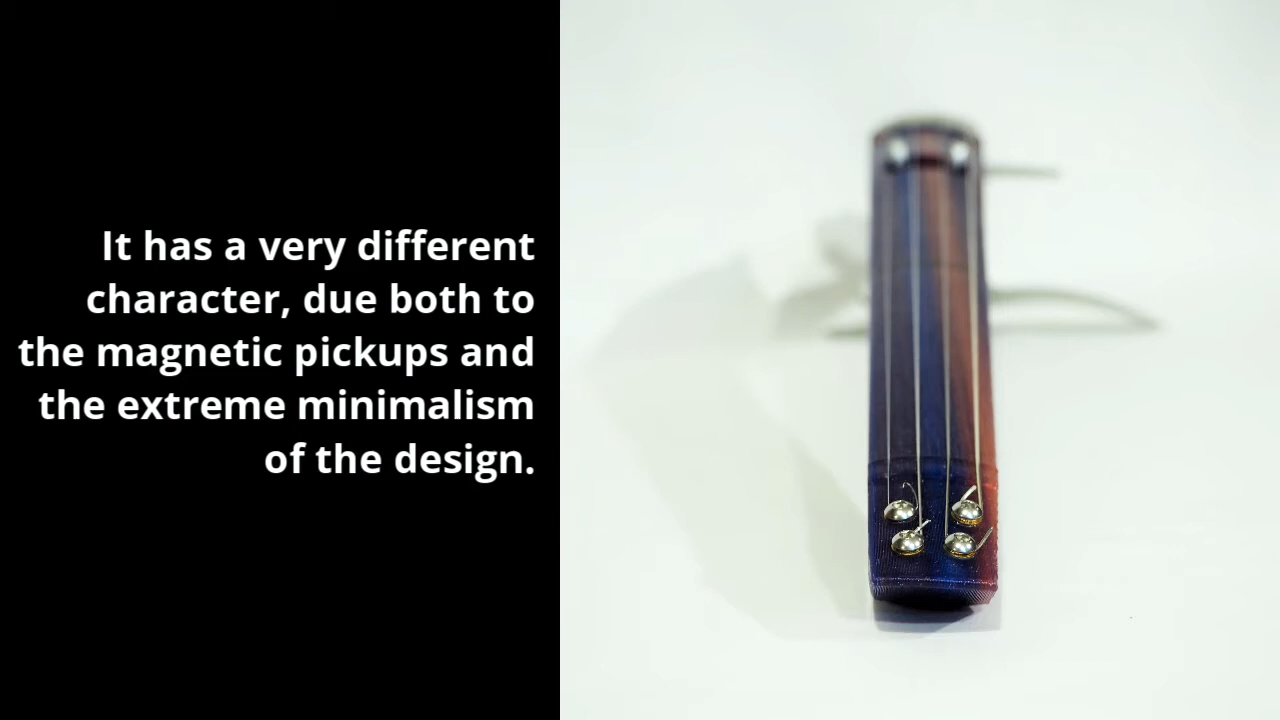 It has a very different
character, due both to
the magnetic pickups and
the extreme minimalism
of the design.